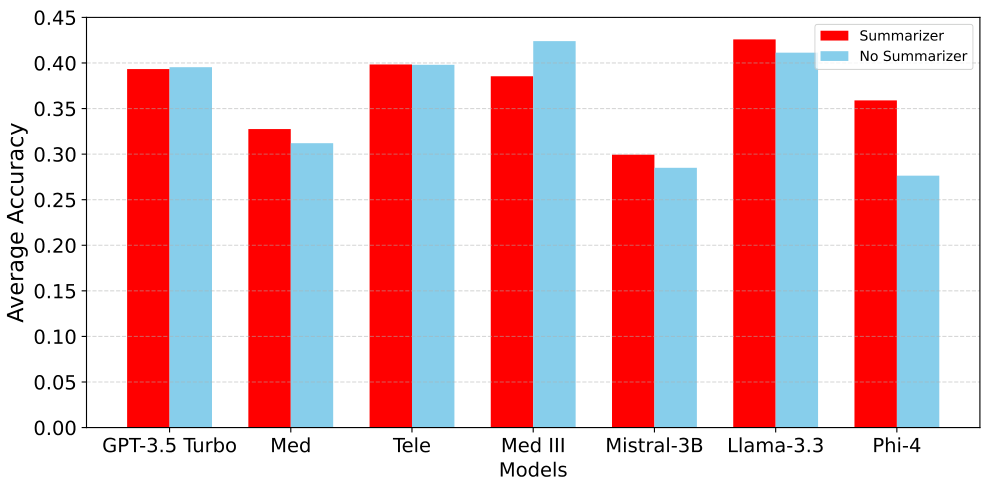 0.45
0.40
0.35
0.30
0.25
0.20
0.15
0.10
0.05
0.00
Average Accuracy
Summarizer
No Summarizer
GPT-3.5 Turbo Med Tele Med III Mistral-3B Llama-3.3 Phi-4
Models